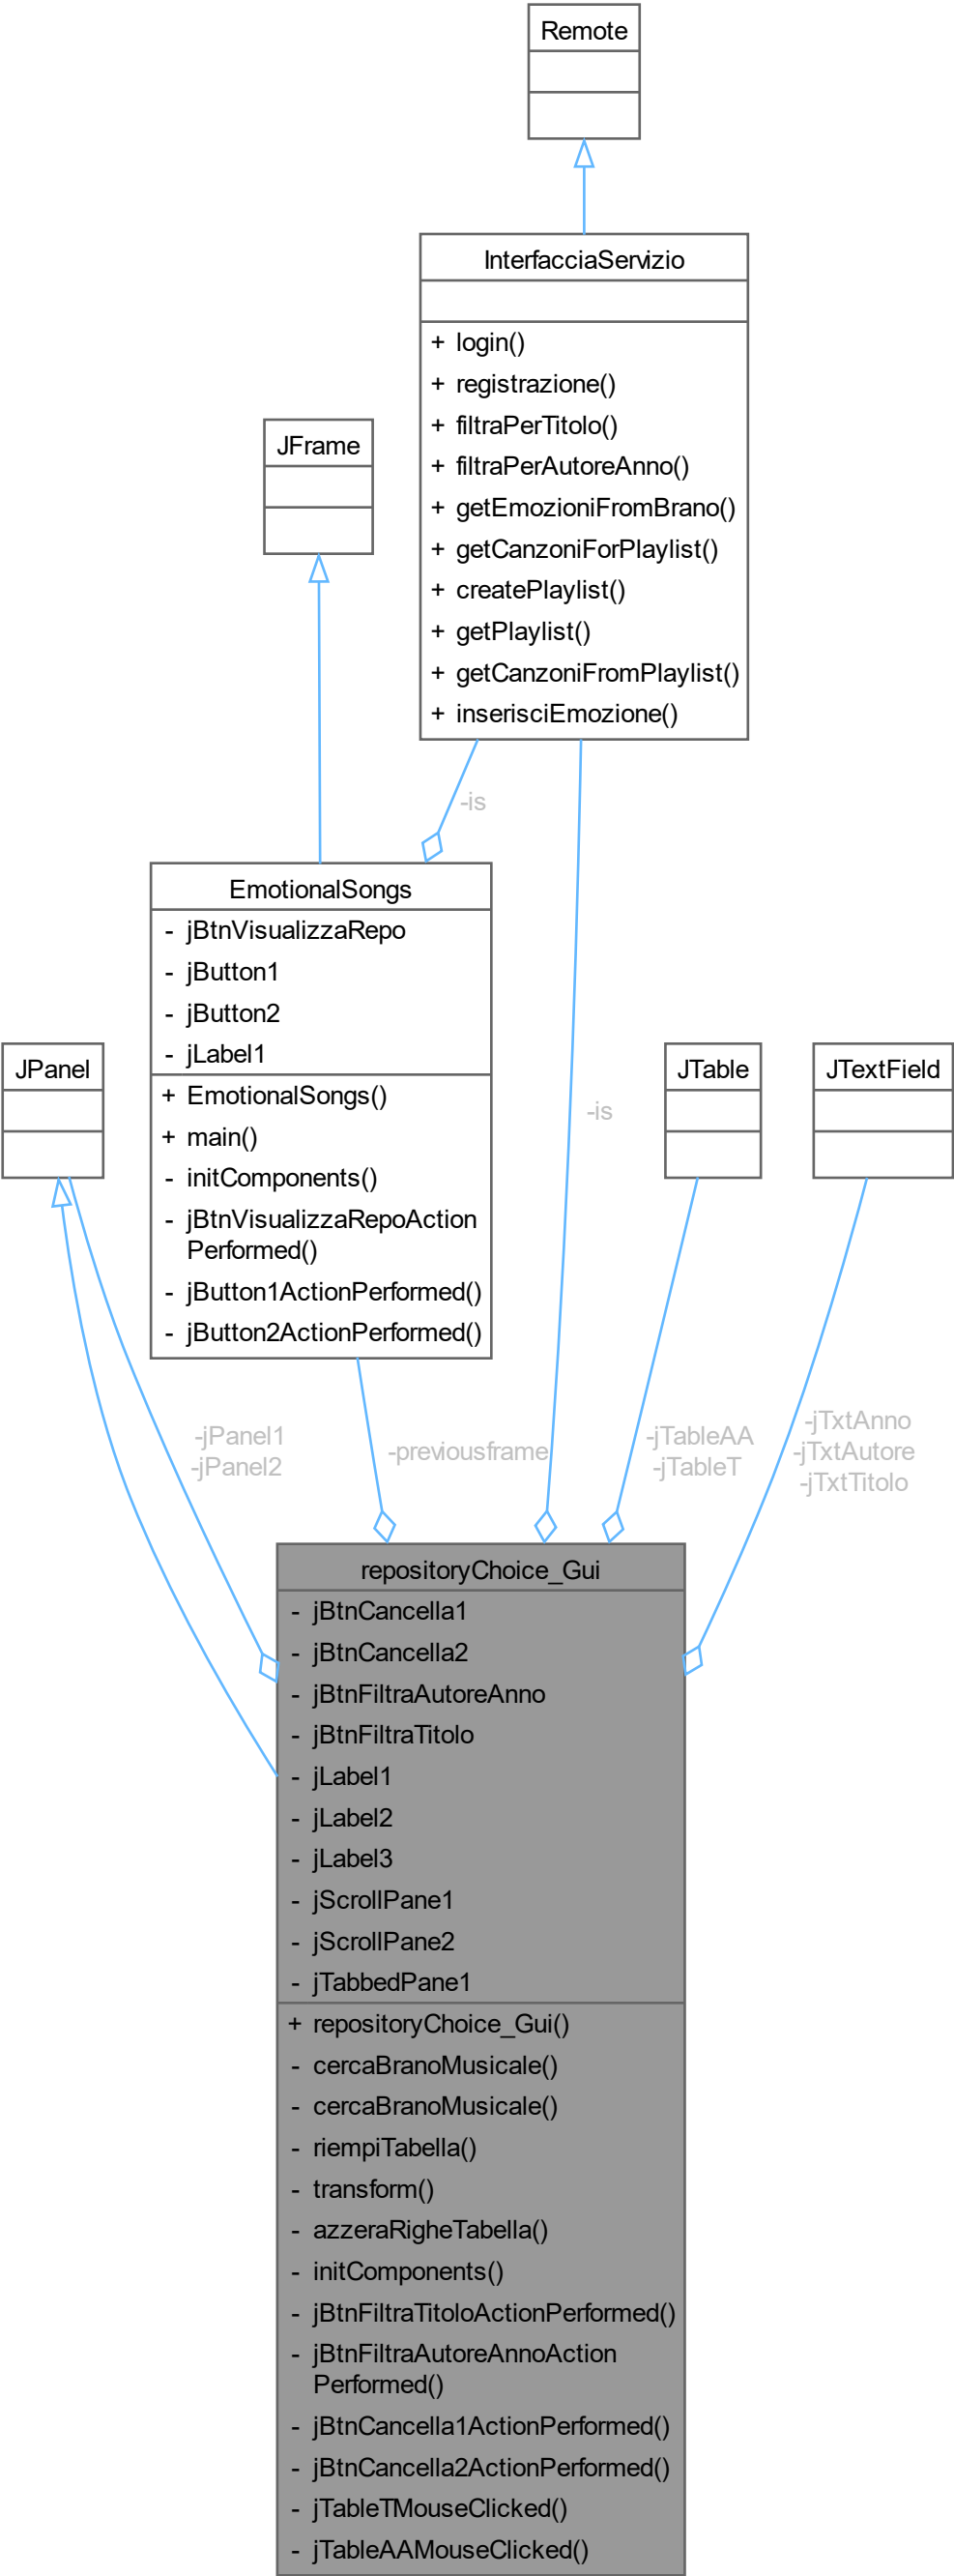 Remote
InterfacciaServizio
+ login()
+ registrazione()
+ filtraPerTitolo()
+ filtraPerAutoreAnno()
+ getEmozioniFromBrano()
+ getCanzoniForPlaylist()
+ createPlaylist()
+ getPlaylist()
+ getCanzoniFromPlaylist()
+ inserisciEmozione()
JFrame
-is
EmotionalSongs
- jBtnVisualizzaRepo
- jButton1
- jButton2
- jLabel1
+ EmotionalSongs()
+ main()
- initComponents()
- jBtnVisualizzaRepoAction
Performed()
- jButton1ActionPerformed()
- jButton2ActionPerformed()
JPanel
JTable
JTextField
-is
-jPanel1
-jPanel2
-previousframe
-jTableAA
-jTableT
-jTxtAnno
-jTxtAutore
-jTxtTitolo
repositoryChoice_Gui
- jBtnCancella1
- jBtnCancella2
- jBtnFiltraAutoreAnno
- jBtnFiltraTitolo
- jLabel1
- jLabel2
- jLabel3
- jScrollPane1
- jScrollPane2
- jTabbedPane1
+ repositoryChoice_Gui()
- cercaBranoMusicale()
- cercaBranoMusicale()
- riempiTabella()
- transform()
- azzeraRigheTabella()
- initComponents()
- jBtnFiltraTitoloActionPerformed()
- jBtnFiltraAutoreAnnoAction
Performed()
- jBtnCancella1ActionPerformed()
- jBtnCancella2ActionPerformed()
- jTableTMouseClicked()
- jTableAAMouseClicked()